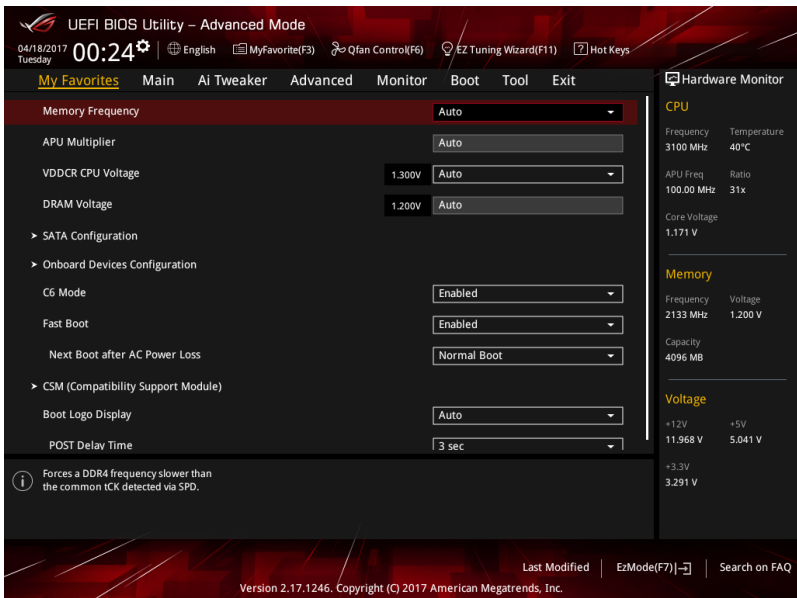 UEFI BIOS Utility – Advanced Mode
04/18/2017 Tuesday 00:24 English MyFavorite(F3) Qfan Control(F6) EZ Tuning Wizard(F11) ? Hot Keys
My Favorites Main Ai Tweaker Advanced Monitor Boot Tool Exit
Memory Frequency Auto
APU Multiplier Auto
VDDCR CPU Voltage 1.300V Auto
DRAM Voltage 1.200V Auto
> SATA Configuration
> Onboard Devices Configuration
C6 Mode Enabled
Fast Boot Enabled
Next Boot after AC Power Loss Normal Boot
> CSM (Compatibility Support Module)
Boot Logo Display Auto
POST Delay Time 3 sec
i Forces a DDR4 frequency slower than
the common tCK detected via SPD.
Hardware Monitor
CPU
Frequency Temperature
3100 MHz 40°C
APU Freq Ratio
100.00 MHz 31x
Core Voltage
1.171 V
Memory
Frequency Voltage
2133 MHz 1.200 V
Capacity
4096 MB
Voltage
+12V +5V
11.968 V 5.041 V
+3.3V
3.291 V
Last Modified EzMode(F7) Search on FAQ
Version 2.17.1246. Copyright (C) 2017 American Megatrends, Inc.